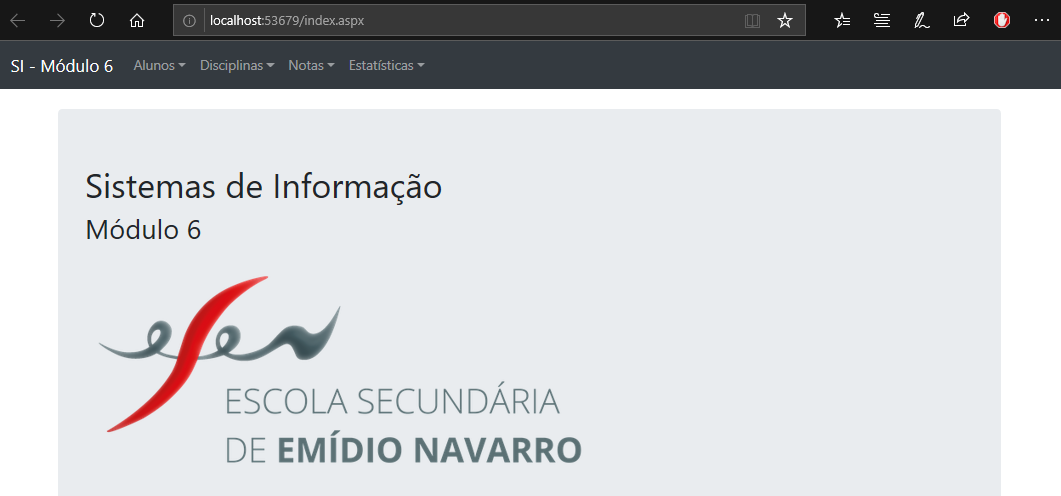 localhost:53679/index.aspx
SI - Módulo 6 Alunos Disciplinas Notas Estatísticas
Sistemas de Informação
Módulo 6
esen
ESCOLA SECUNDÁRIA
DE EMÍDIO NAVARRO